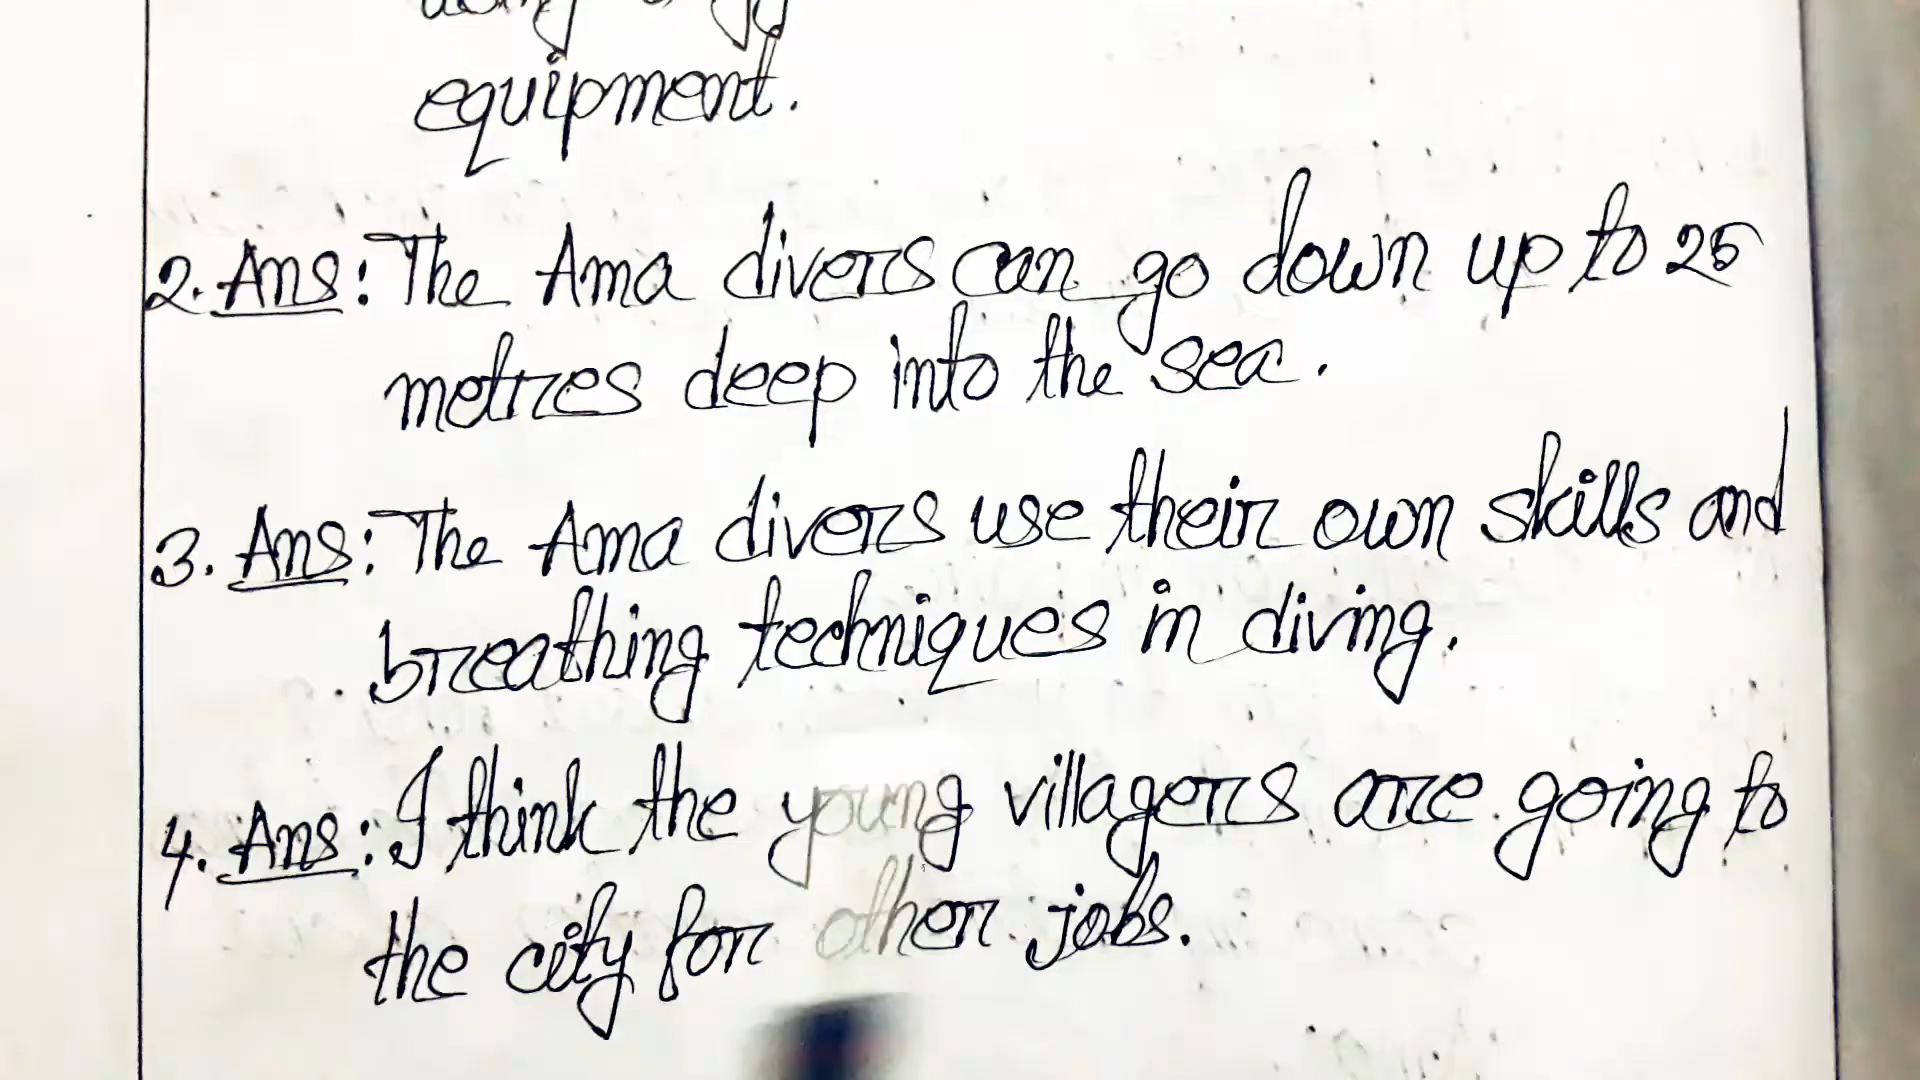 equipment.
2. Ans: The Ama divers can go down up to 25
metres deep into the sea.
3. Ans: The Ama divers use their own skills and
breathing techniques in diving.
4. Ans: I think the young villagers are going to
the city for other jobs.